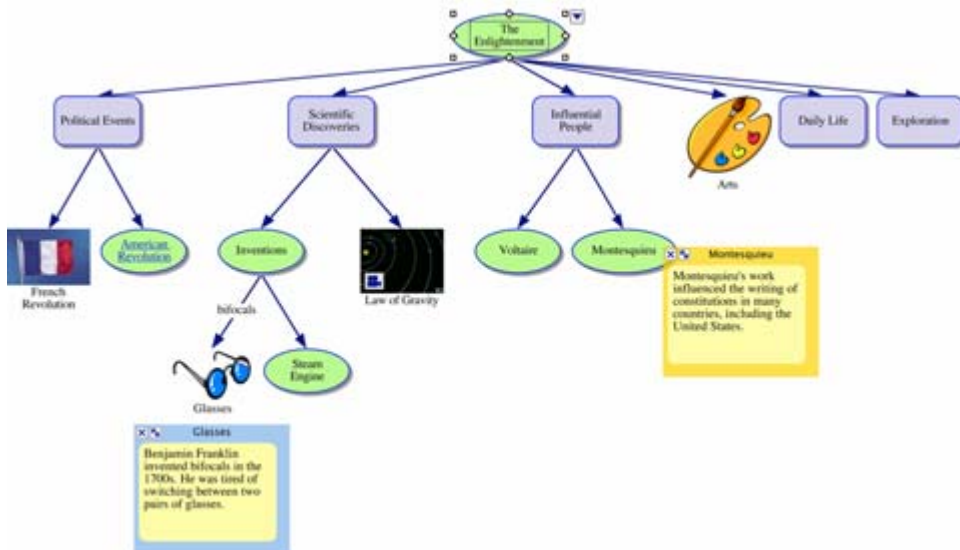 The
Enlightenment
Political Events
Scientific
Discoveries
Influential
People
Arts
Daily Life
Exploration
French
Revolution
American
Revolution
Inventions
Law of Gravity
Voltaire
Montesquieu
bifocals
Glasses
Steam
Engine
Montesquieu
Montesquieu's work
influenced the writing of
constitutions in many
countries, including the
United States.
Glasses
Benjamin Franklin
invented bifocals in the
1700s. He was tired of
switching between two
pairs of glasses.